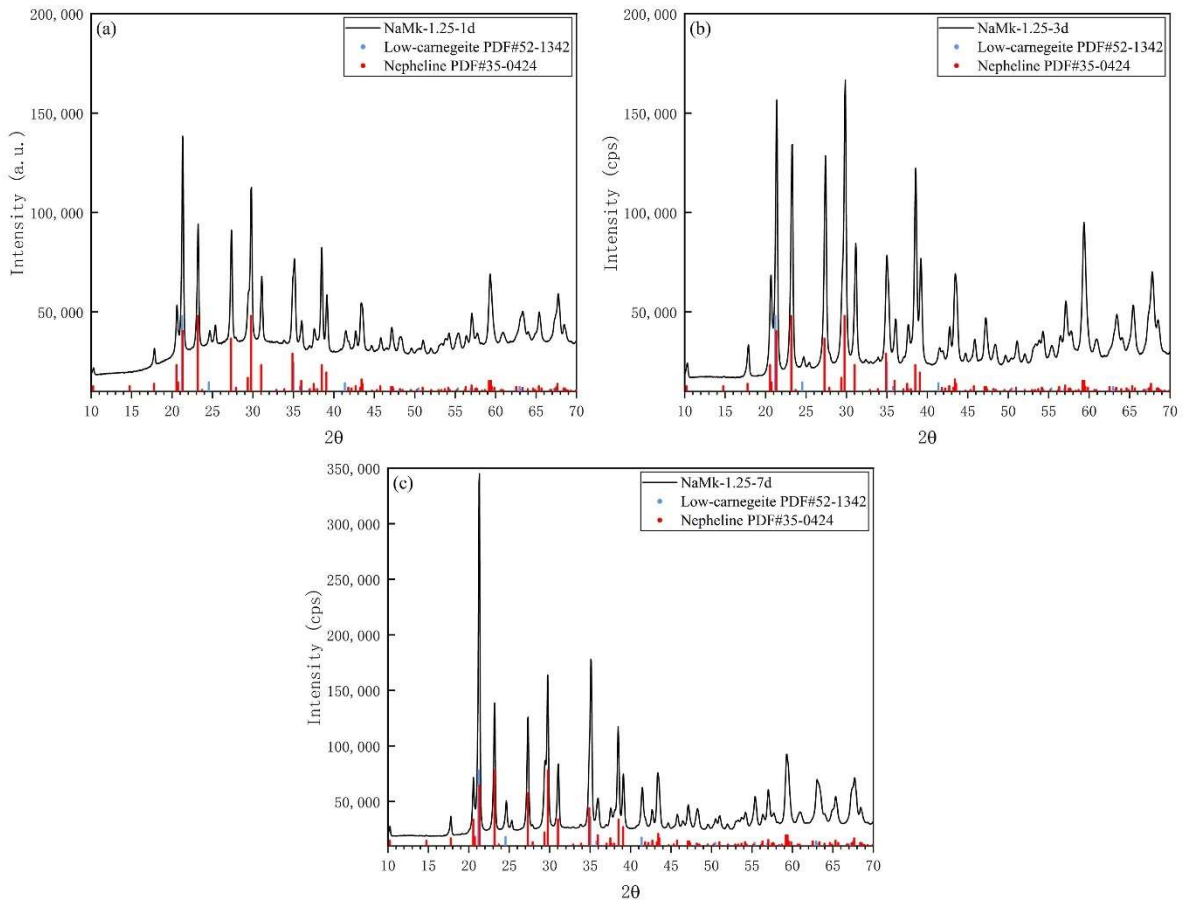 200,000
150,000
100,000
50,000
Intensity (a.u.)
(a)
NaMk-1.25-1d
Low-carnegeite PDF#52-1342
Nepheline PDF#35-0424
10 15 20 25 30 35 40 45 50 55 60 65 70
2θ
200,000
150,000
100,000
50,000
Intensity (cps)
(b)
NaMk-1.25-3d
Low-carnegeite PDF#52-1342
Nepheline PDF#35-0424
10 15 20 25 30 35 40 45 50 55 60 65 70
2θ
350,000
300,000
250,000
200,000
150,000
100,000
50,000
Intensity (cps)
(c)
NaMk-1.25-7d
Low-carnegeite PDF#52-1342
Nepheline PDF#35-0424
10 15 20 25 30 35 40 45 50 55 60 65 70
2θ